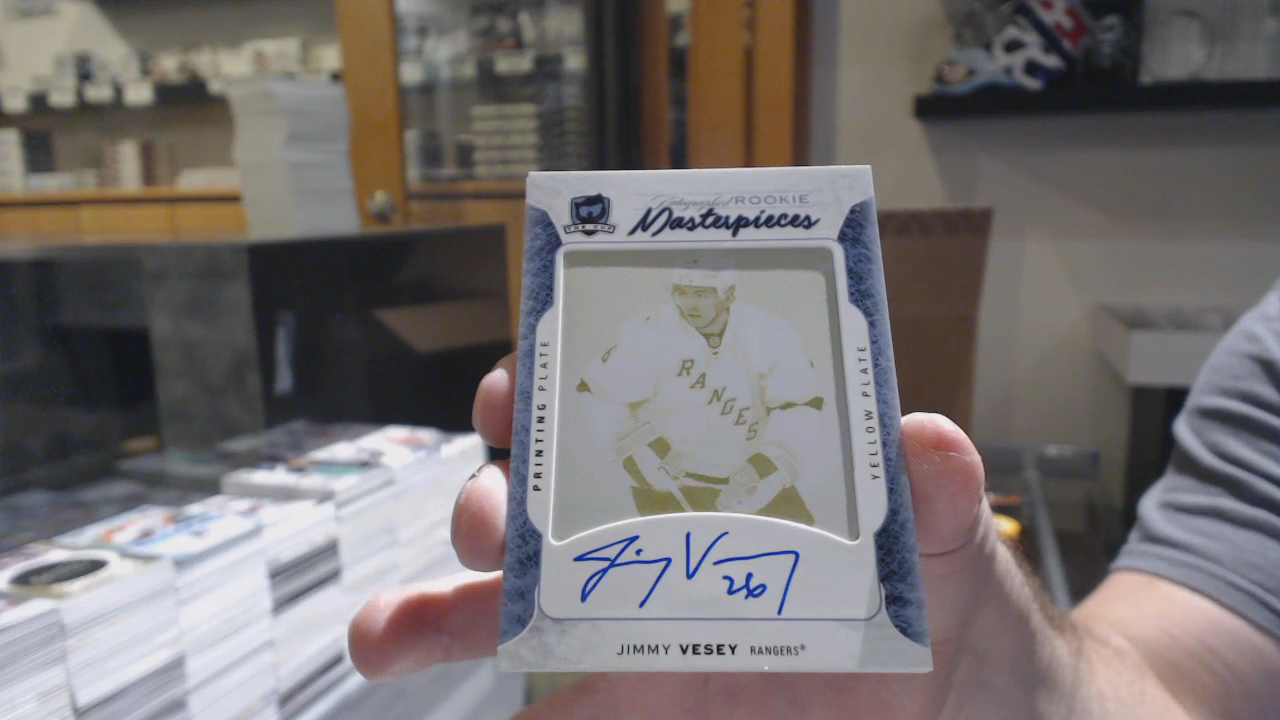 Autographed ROOKIE
Masterpieces
THE CUP
PRINTING PLATE
YELLOW PLATE
RANGERS
Jimmy V 26
JIMMY VESEY RANGERS®